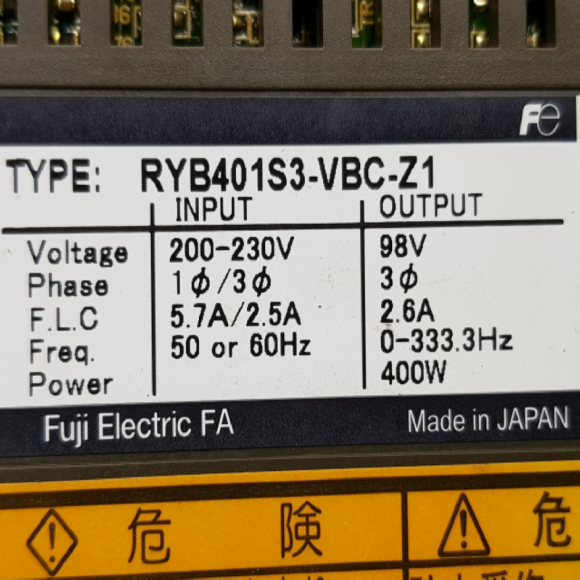 Fe
TYPE: RYB401S3-VBC-Z1
INPUT OUTPUT
Voltage 200-230V 98V
Phase 1ϕ/3ϕ 3ϕ
F.L.C 5.7A/2.5A 2.6A
Freq. 50 or 60Hz 0-333.3Hz
Power 400W
Fuji Electric FA Made in JAPAN
危 険 危